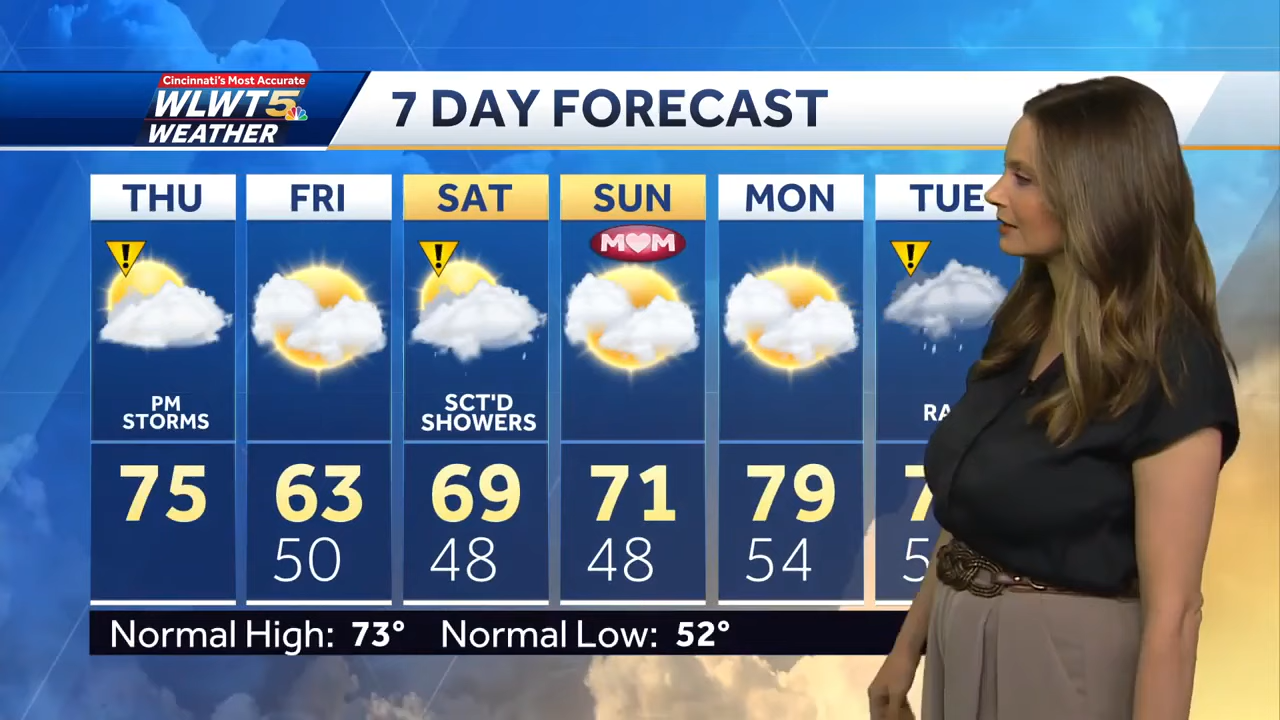 Cincinnati's Most Accurate
WLWT5
WEATHER
7 DAY FORECAST
THU FRI SAT SUN MON TUE
! ! MOM !
PM
STORMS
SCT'D
SHOWERS
75 63 69 71 79
50 48 48 54
Normal High: 73° Normal Low: 52°